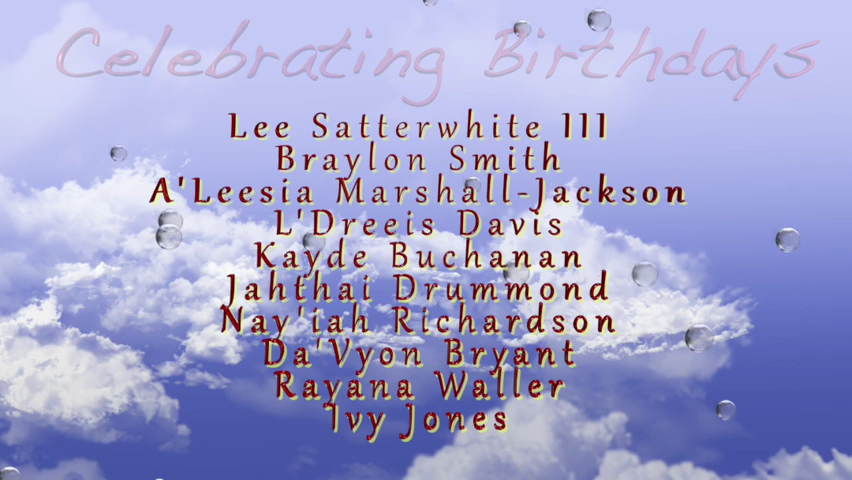 Celebrating Birthdays
Lee Satterwhite III
Braylon Smith
A'Leesia Marshall-Jackson
L'Dreeis Davis
Kayde Buchanan
Jahthai Drummond
Nay'iah Richardson
Da'Vyon Bryant
Rayana Waller
Ivy Jones